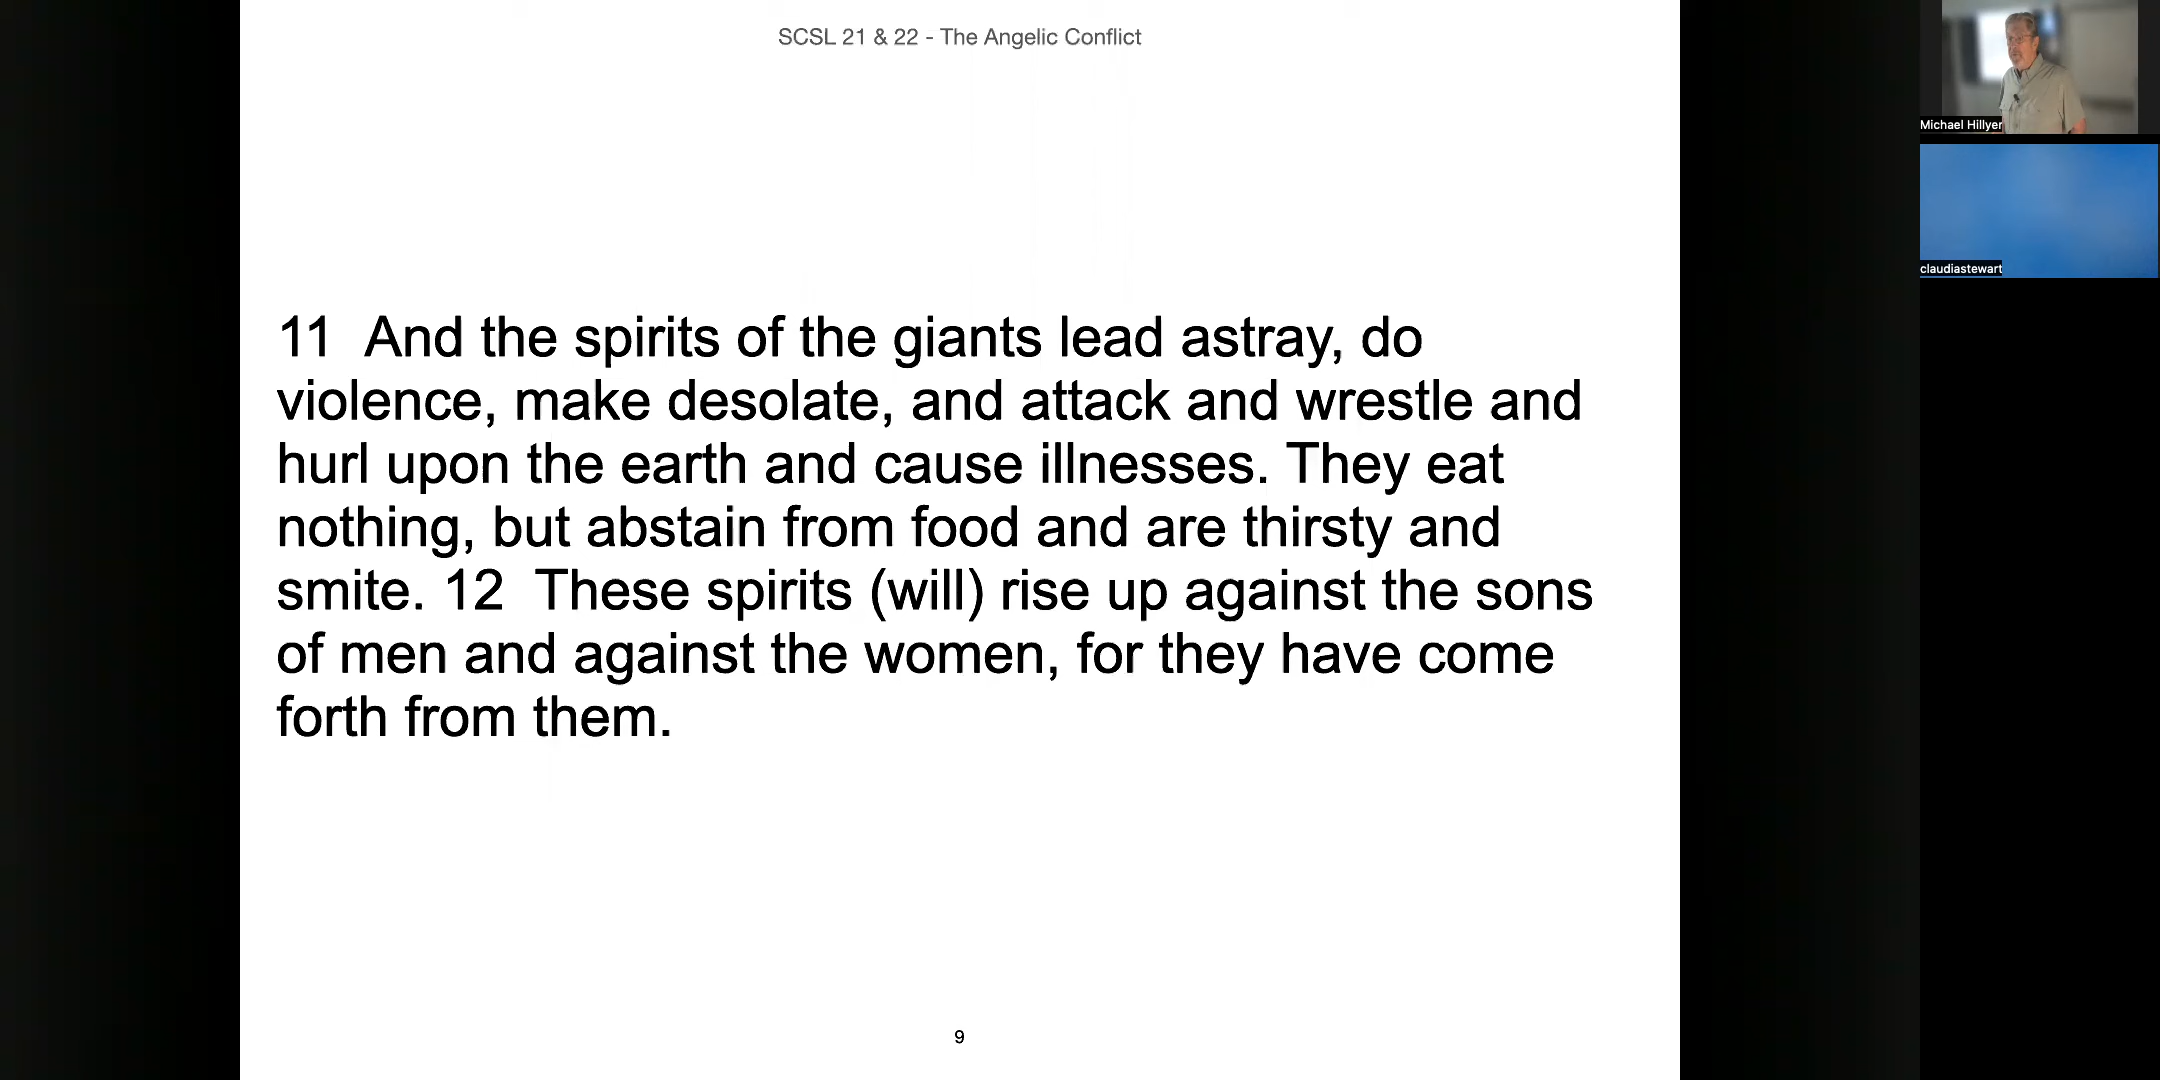 SCSL 21 & 22 - The Angelic Conflict
11  And the spirits of the giants lead astray, do
violence, make desolate, and attack and wrestle and
hurl upon the earth and cause illnesses. They eat
nothing, but abstain from food and are thirsty and
smite. 12  These spirits (will) rise up against the sons
of men and against the women, for they have come
forth from them.
9
Michael Hillyer
claudiastewart